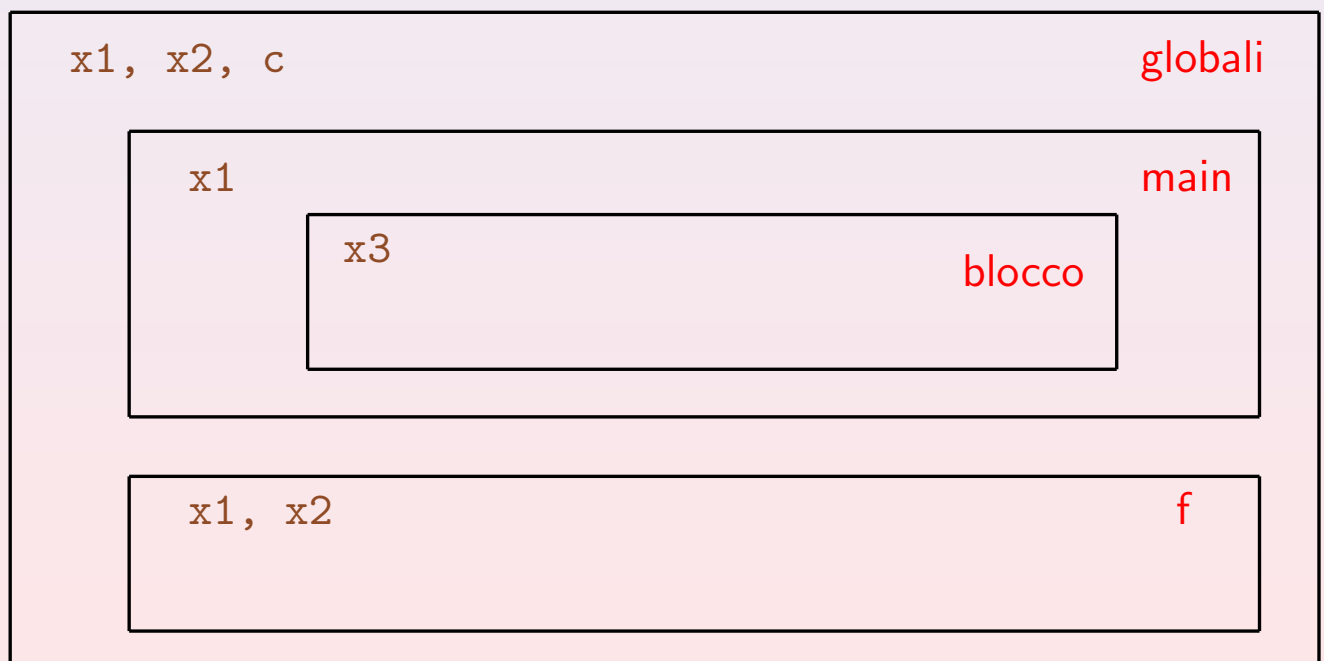 x1, x2, c globali
x1 main
x3
blocco
x1, x2 f